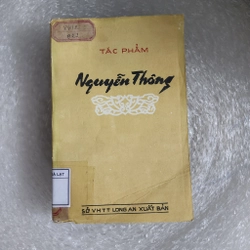 TÁC PHẨM
Nguyễn Thông
SỞ VHTT LONG AN XUẤT BẢN